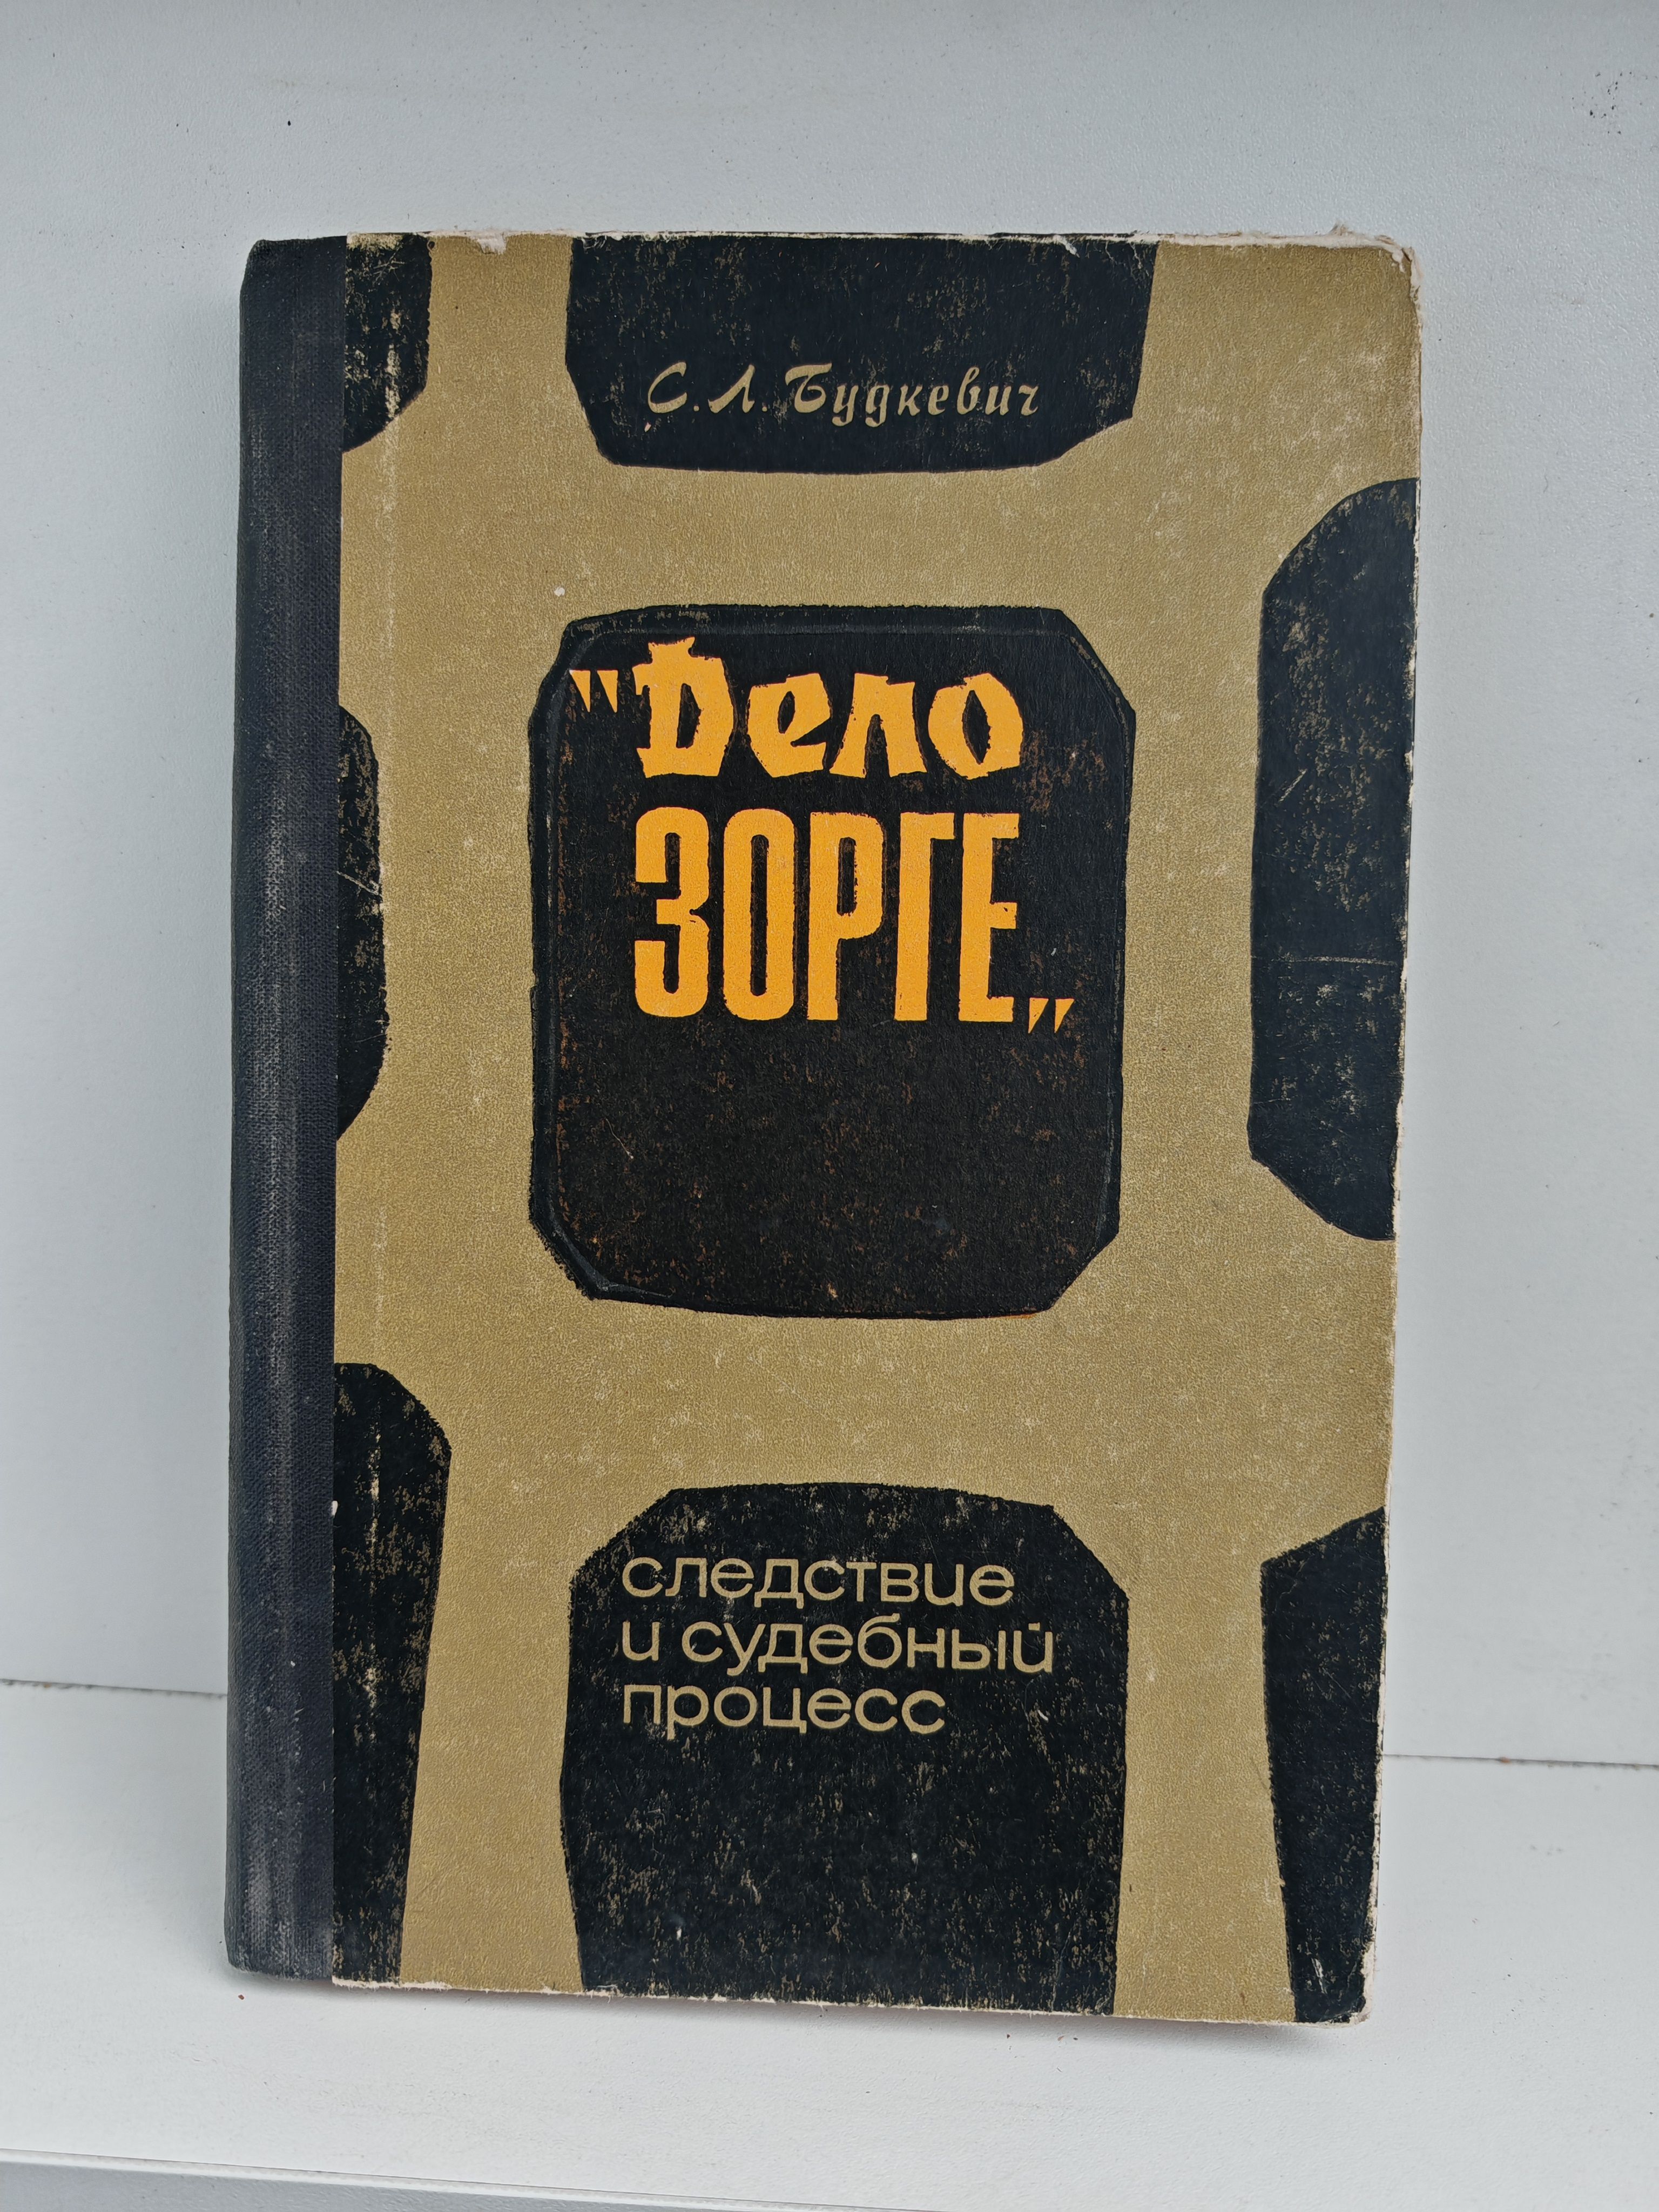 С.Л. Будкевич
"Дело
ЗОРГЕ„
следствие
и судебный
процесс